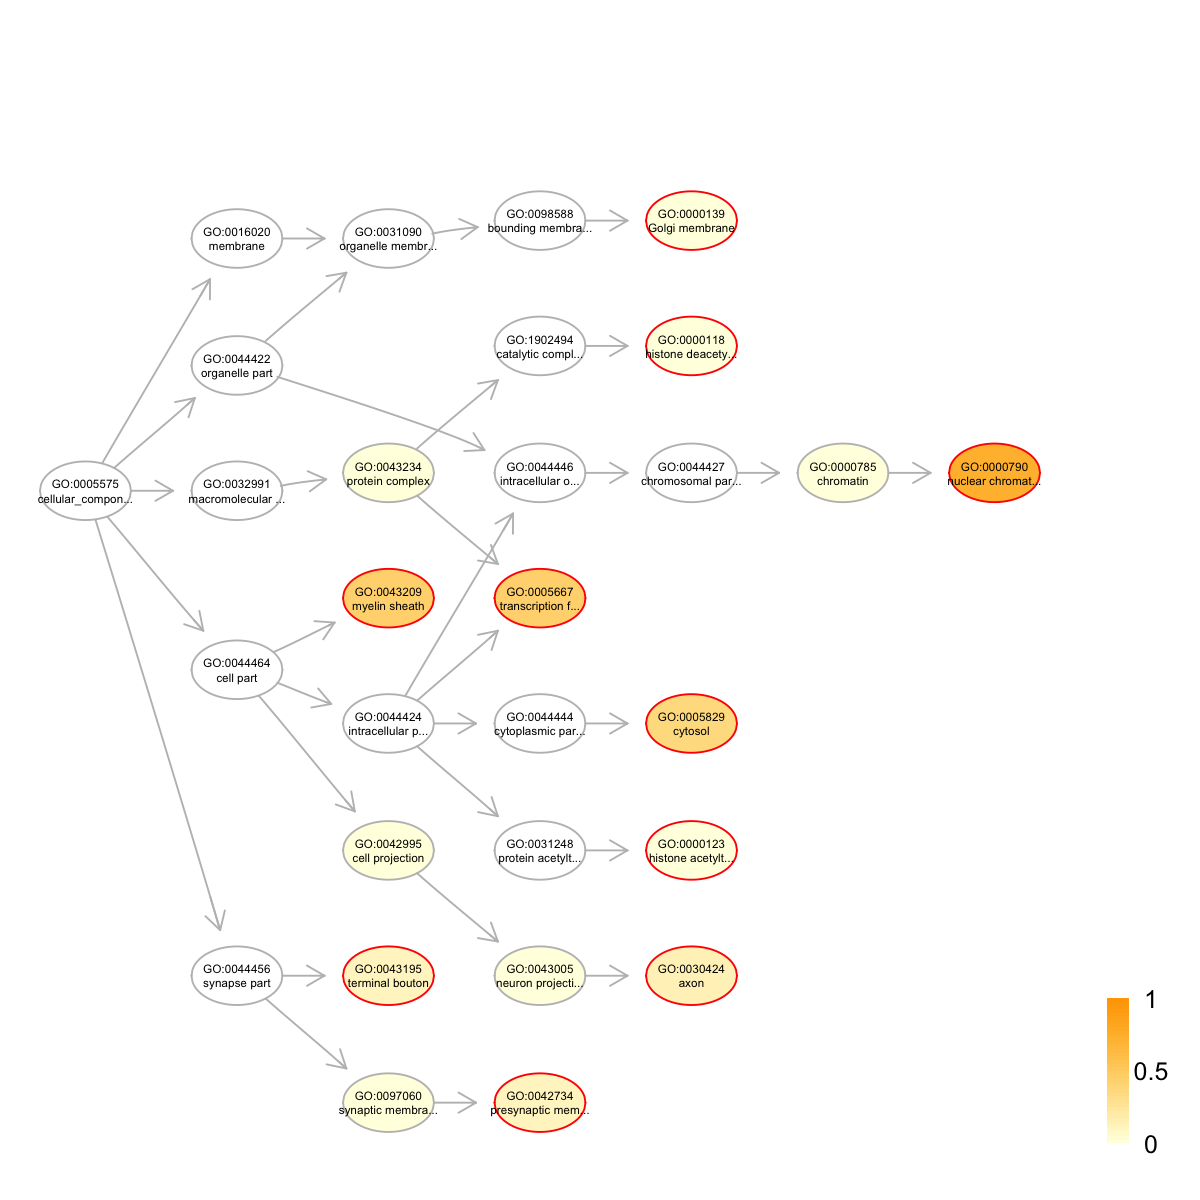 GO:0098588
bounding membra...
GO:0000139
Golgi membrane
GO:0016020
membrane
GO:0031090
organelle membr...
GO:1902494
catalytic compl...
GO:0000118
histone deacety...
GO:0044422
organelle part
GO:0043234
protein complex
GO:0044446
intracellular o...
GO:0044427
chromosomal par...
GO:0000785
chromatin
GO:0000790
nuclear chromat...
GO:0005575
cellular_compon...
GO:0032991
macromolecular ...
GO:0043209
myelin sheath
GO:0005667
transcription f...
GO:0044464
cell part
GO:0044424
intracellular p...
GO:0044444
cytoplasmic par...
GO:0005829
cytosol
GO:0042995
cell projection
GO:0031248
protein acetylt...
GO:0000123
histone acetylt...
GO:0044456
synapse part
GO:0043195
terminal bouton
GO:0043005
neuron projecti...
GO:0030424
axon
GO:0097060
synaptic membra...
GO:0042734
presynaptic mem...
1
0.5
0